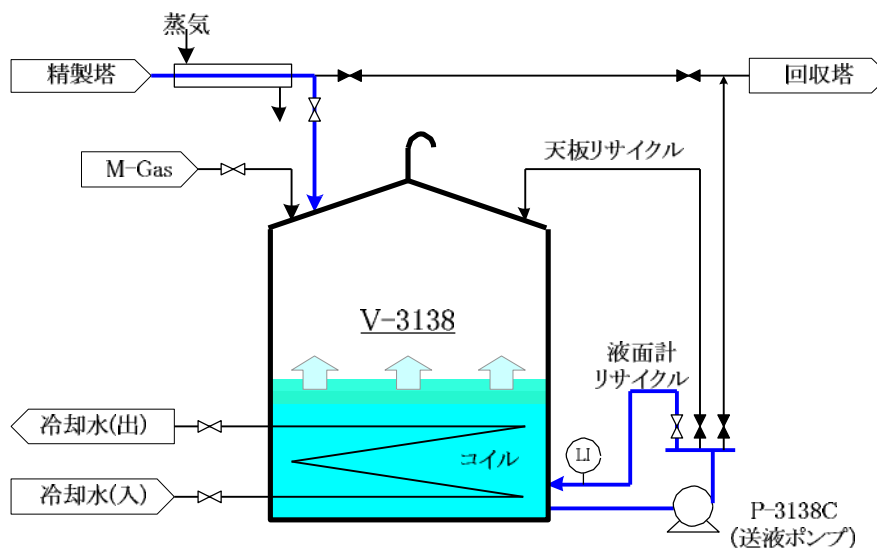 蒸気
精製塔
回収塔
M-Gas
天板リサイクル
V-3138
液面計
リサイクル
冷却水(出)
コイル
LI
冷却水(入)
P-3138C
(送液ポンプ)